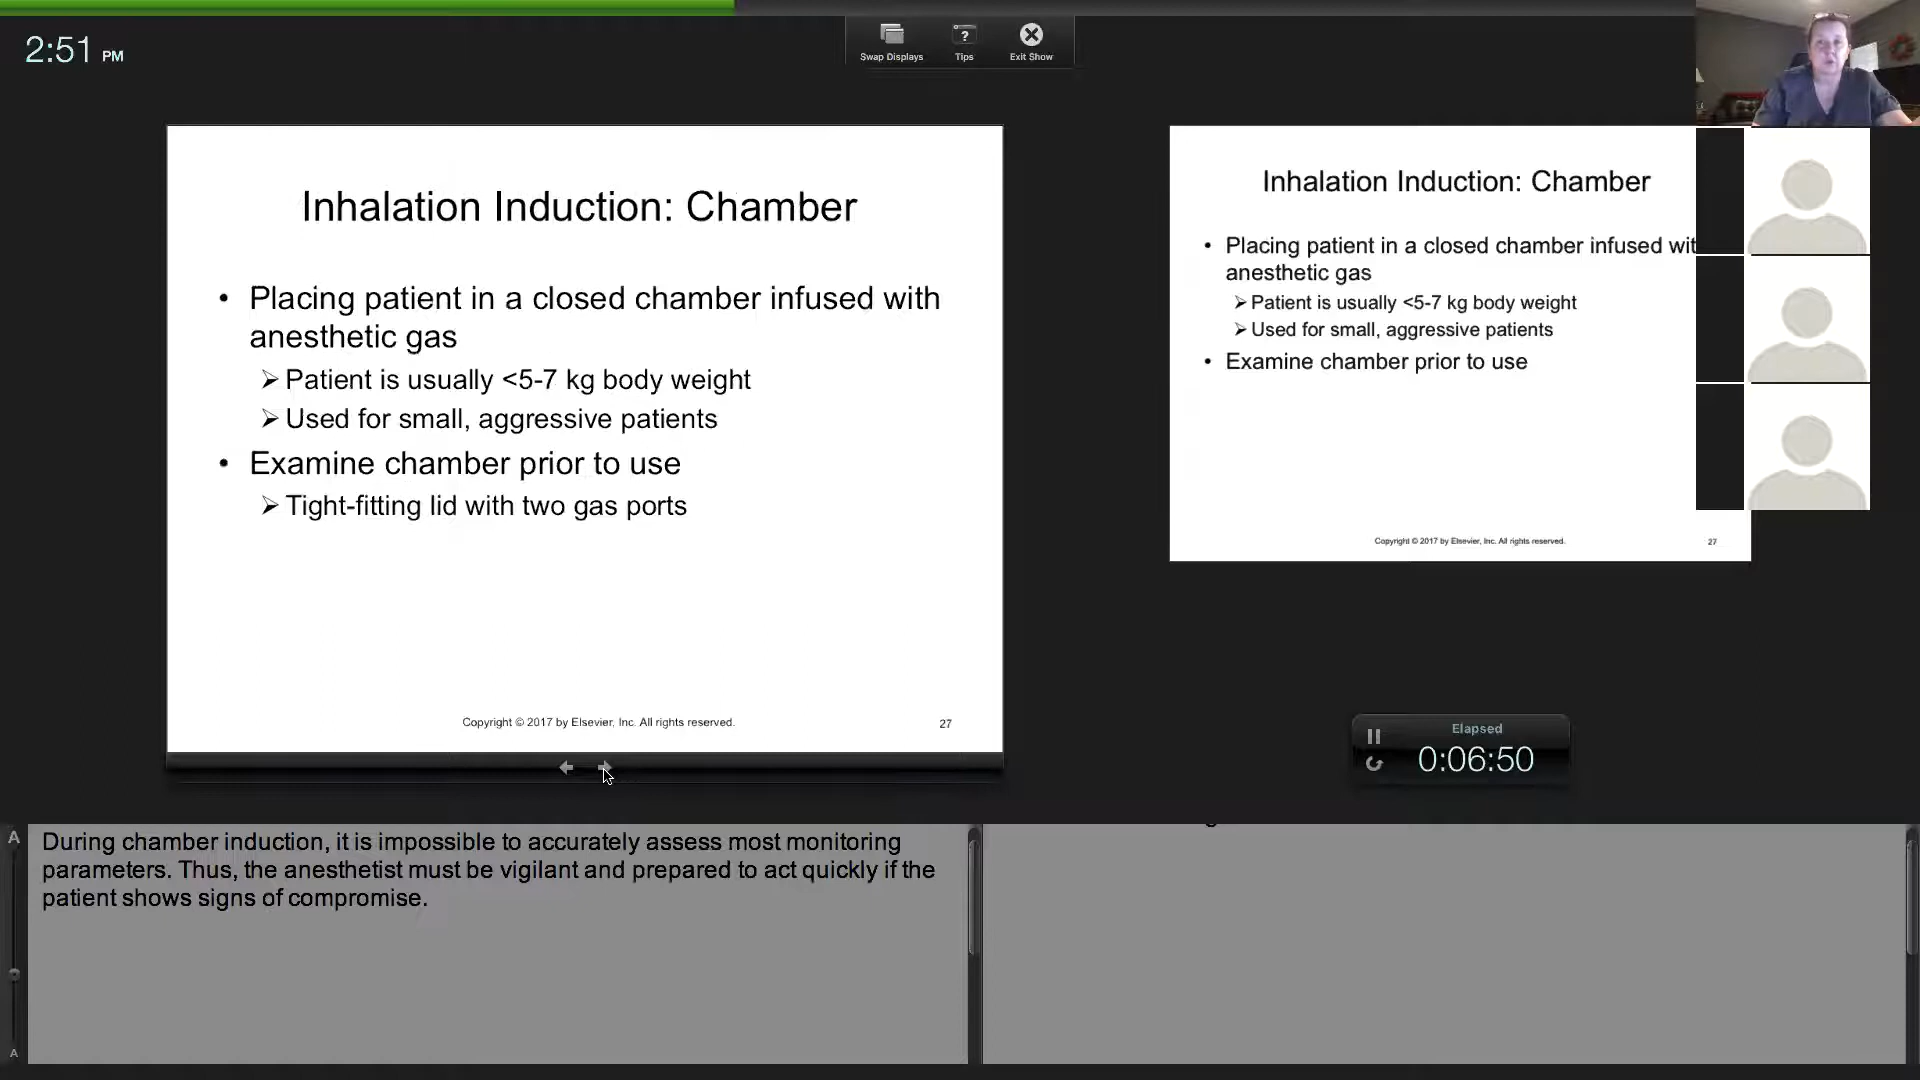 2:51 PM
Swap Displays
Tips
Exit Show
Inhalation Induction: Chamber
• Placing patient in a closed chamber infused with
anesthetic gas
➢ Patient is usually <5-7 kg body weight
➢ Used for small, aggressive patients
• Examine chamber prior to use
➢ Tight-fitting lid with two gas ports
Copyright © 2017 by Elsevier, Inc. All rights reserved.
27
Inhalation Induction: Chamber
• Placing patient in a closed chamber infused wit
anesthetic gas
➢ Patient is usually <5-7 kg body weight
➢ Used for small, aggressive patients
• Examine chamber prior to use
Copyright © 2017 by Elsevier, Inc. All rights reserved.
27
Elapsed
0:06:50
A
During chamber induction, it is impossible to accurately assess most monitoring
parameters. Thus, the anesthetist must be vigilant and prepared to act quickly if the
patient shows signs of compromise.
A